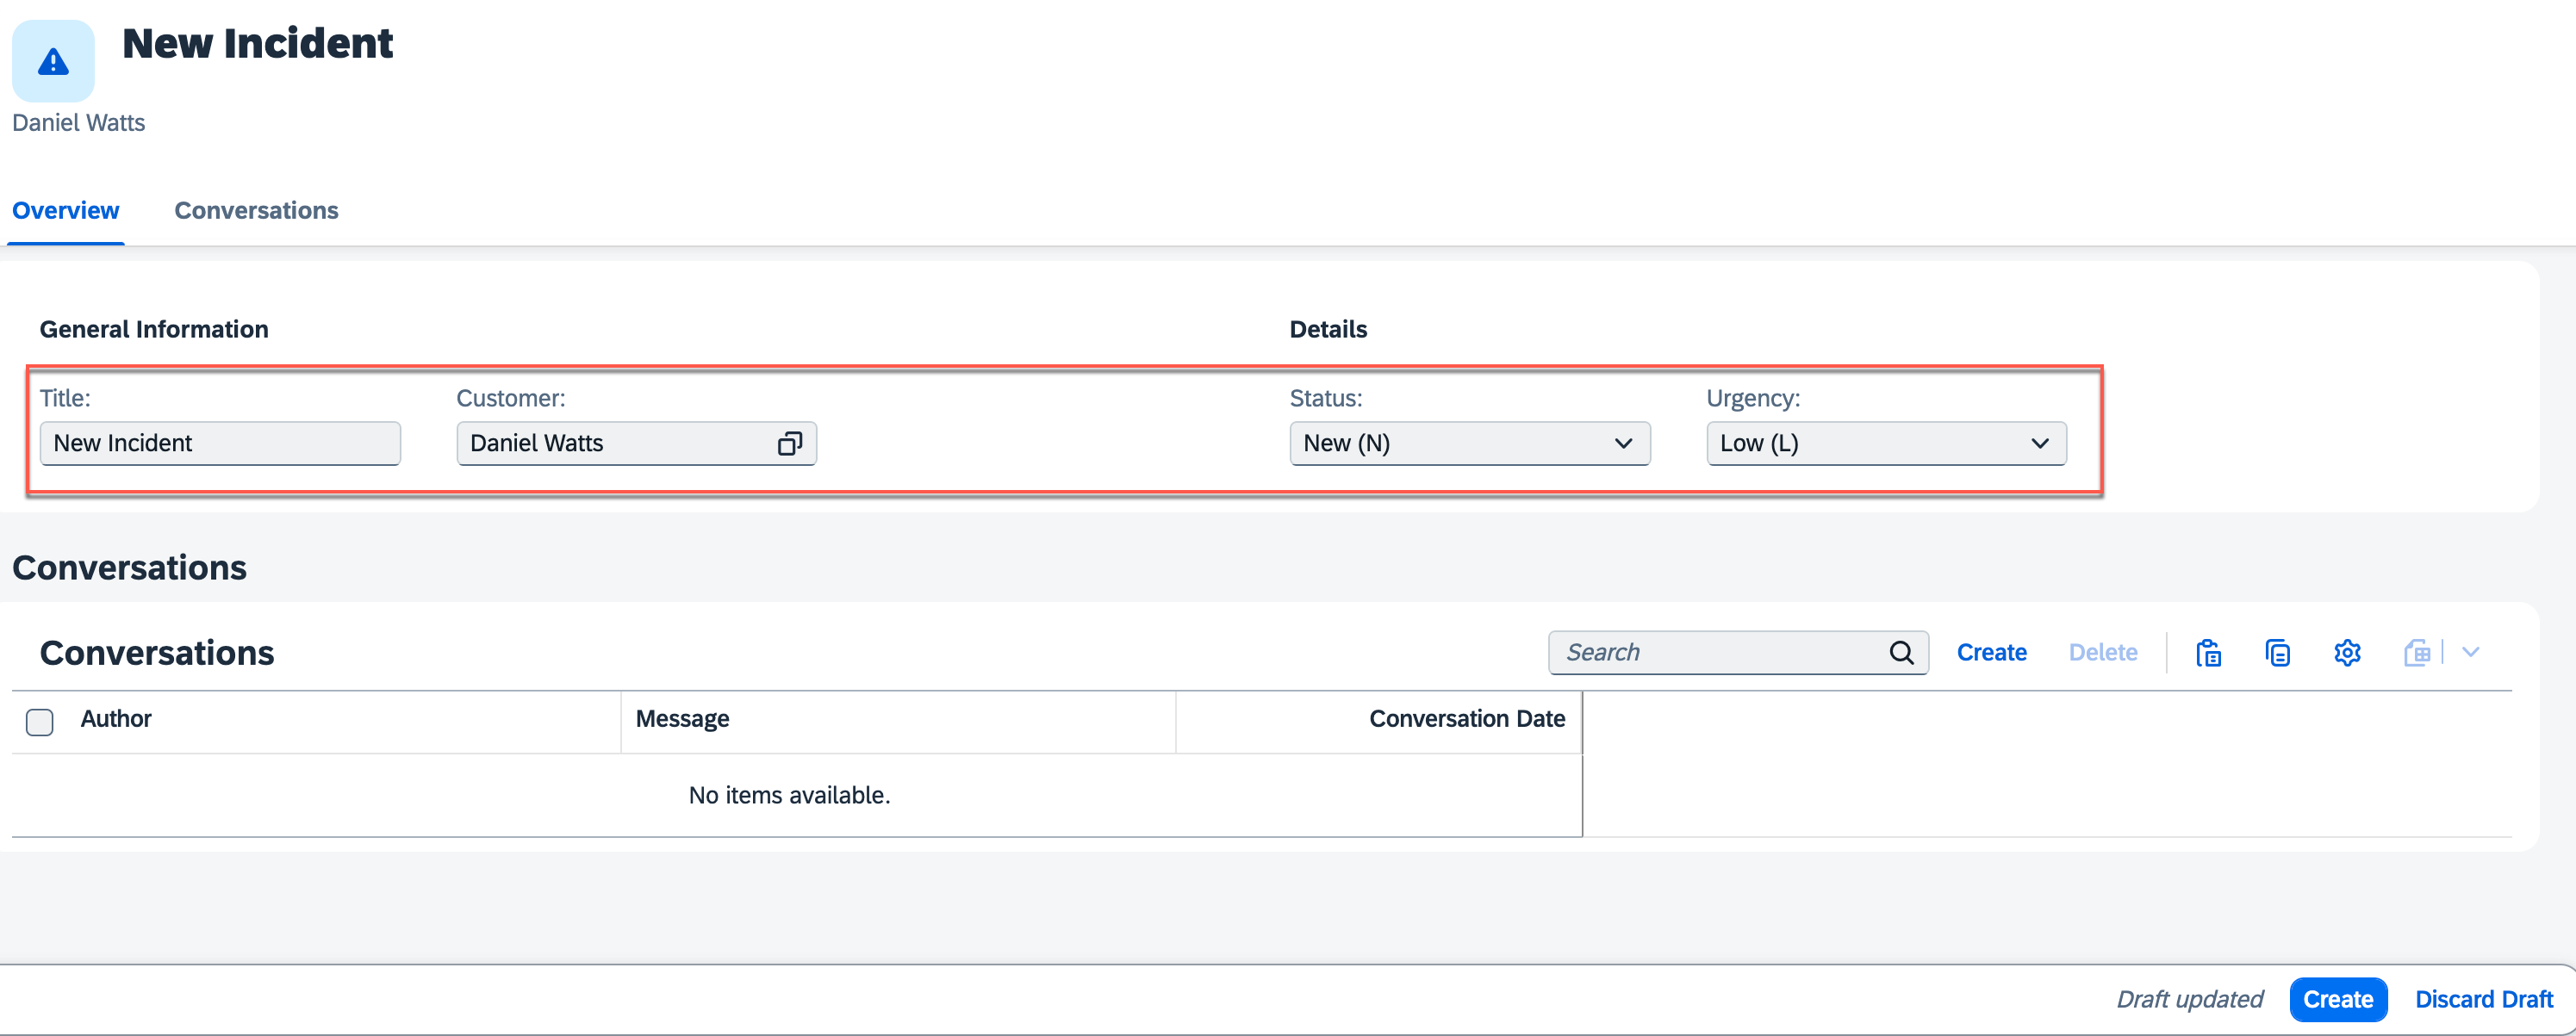 New Incident
Daniel Watts
Overview Conversations
General Information Details
Title: Customer: Status: Urgency:
New Incident Daniel Watts New (N) Low (L)
Conversations
Conversations Search Create Delete
Author Message Conversation Date
No items available.
Draft updated Create Discard Draft